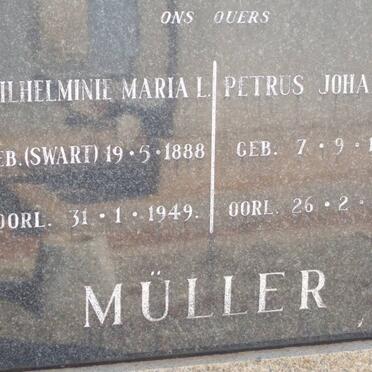 ONS OUERS
ILHELMINIE MARIA L. PETRUS JOHA
EB. (SWART) 19·5·1888 GEB. 7·9·1
OORL. 31·1·1949. OORL. 26·2·
MÜLLER